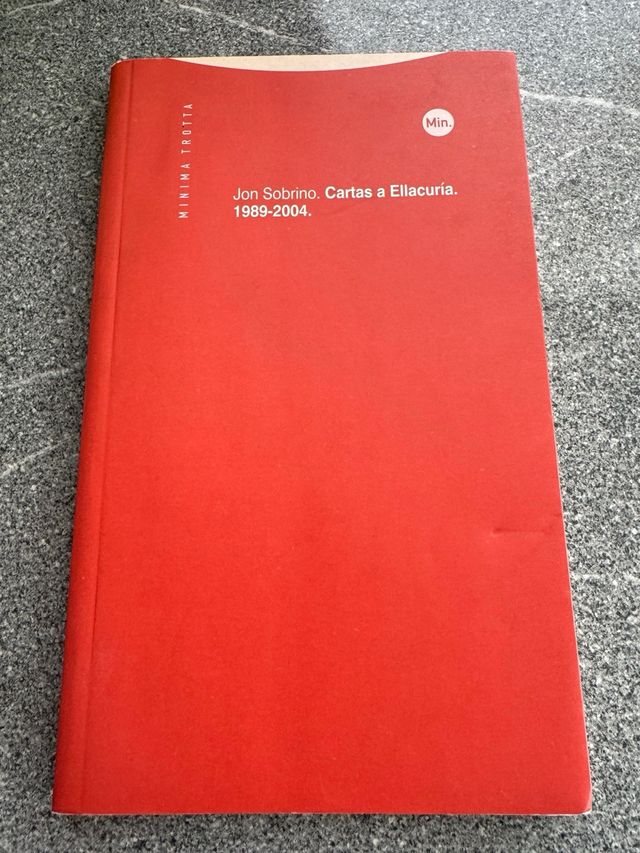 MINIMA TROTTA
Min.
Jon Sobrino. Cartas a Ellacuría.
1989-2004.